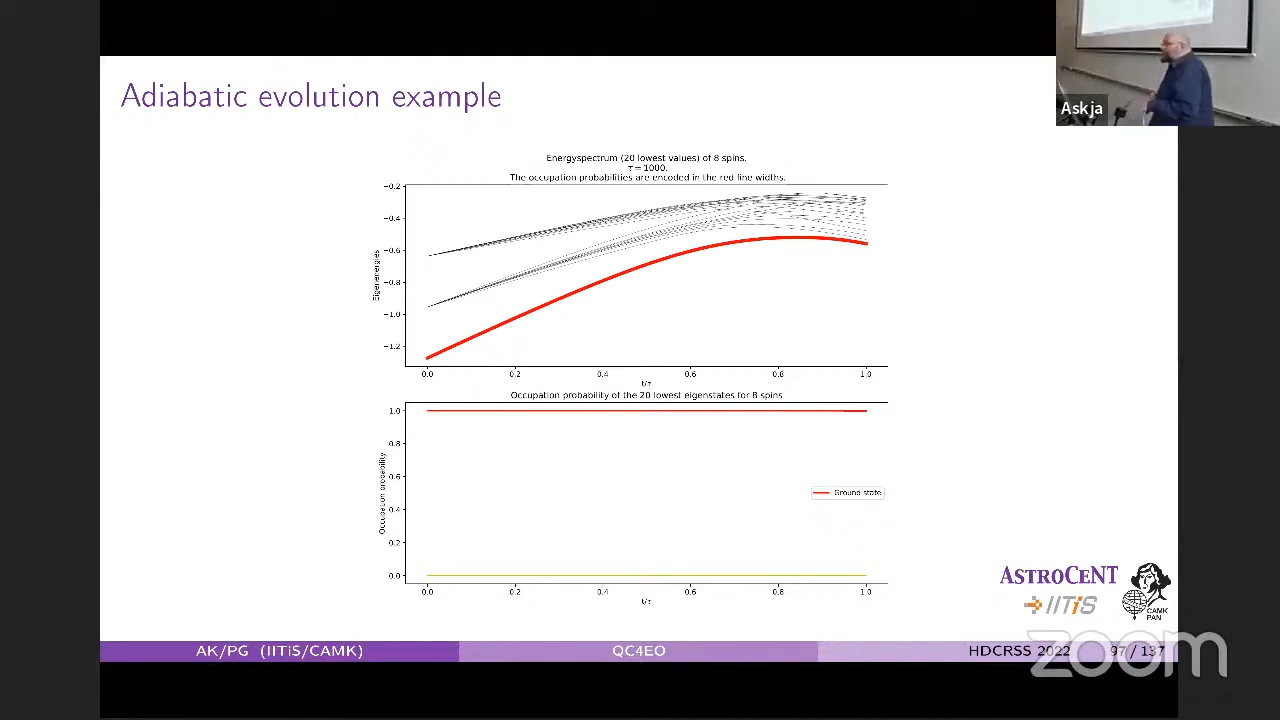 Adiabatic evolution example
Askja
Energyspectrum (20 lowest values) of 8 spins.
τ = 1000.
The occupation probabilities are encoded in the red line widths.
−0.2
−0.4
−0.6
−0.8
−1.0
−1.2
Eigenenergies
0.0 0.2 0.4 0.6 0.8 1.0
t/τ
Occupation probability of the 20 lowest eigenstates for 8 spins
1.0
0.8
0.6
0.4
0.2
0.0
Occupation probability
Ground state
0.0 0.2 0.4 0.6 0.8 1.0
t/τ
ASTROCENT
IITiS
CAMK
PAN
AK/PG (IITiS/CAMK) QC4EO HDCRSS 2022 97 / 137
zoom